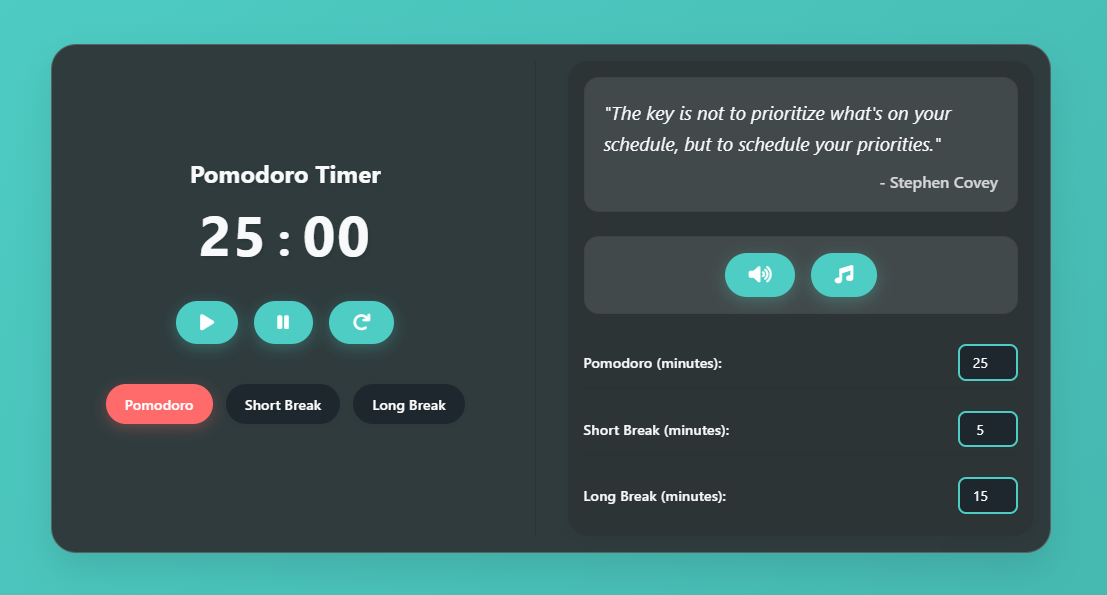 Pomodoro Timer
25:00
Pomodoro
Short Break
Long Break
"The key is not to prioritize what's on your
schedule, but to schedule your priorities."
- Stephen Covey
Pomodoro (minutes):
25
Short Break (minutes):
5
Long Break (minutes):
15